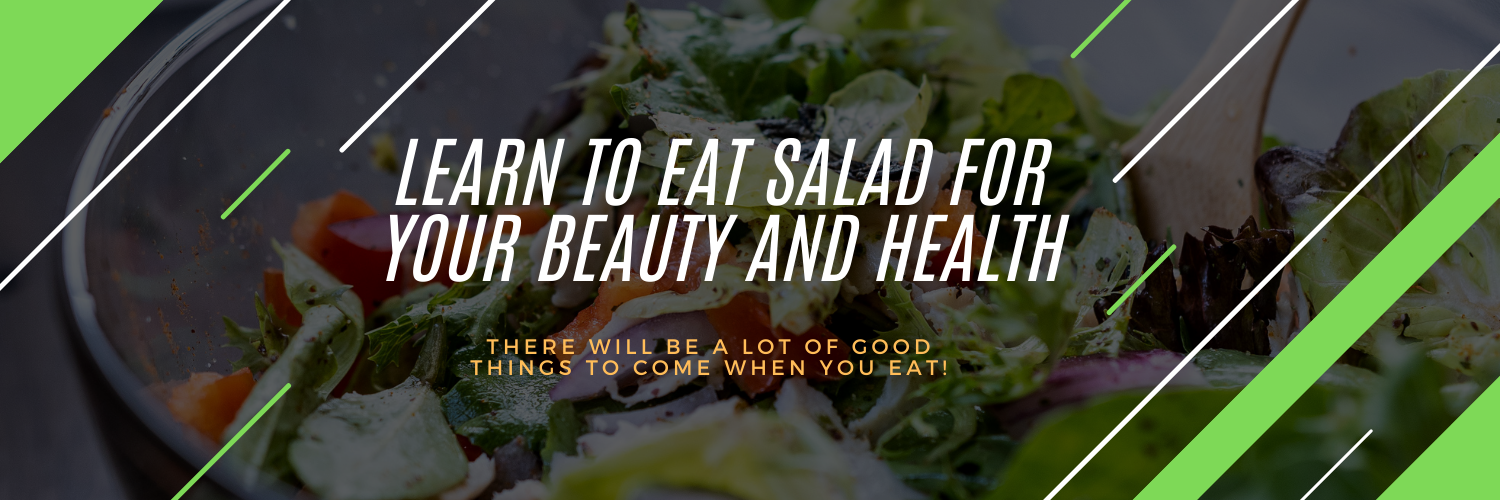 LEARN TO EAT SALAD FOR
YOUR BEAUTY AND HEALTH
THERE WILL BE A LOT OF GOOD
THINGS TO COME WHEN YOU EAT!